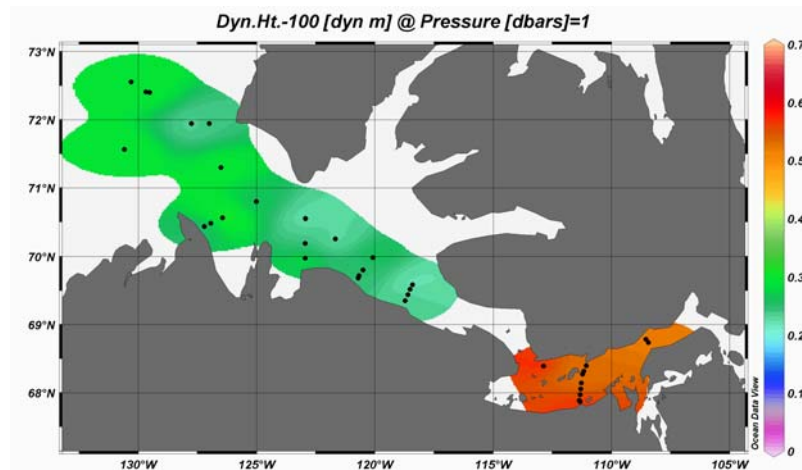 Dyn.Ht.-100 [dyn m] @ Pressure [dbars]=1
73°N
72°N
71°N
70°N
69°N
68°N
130°W
125°W
120°W
115°W
110°W
105°W
0.7
0.6
0.5
0.4
0.3
0.2
0.1
0
Ocean Data View